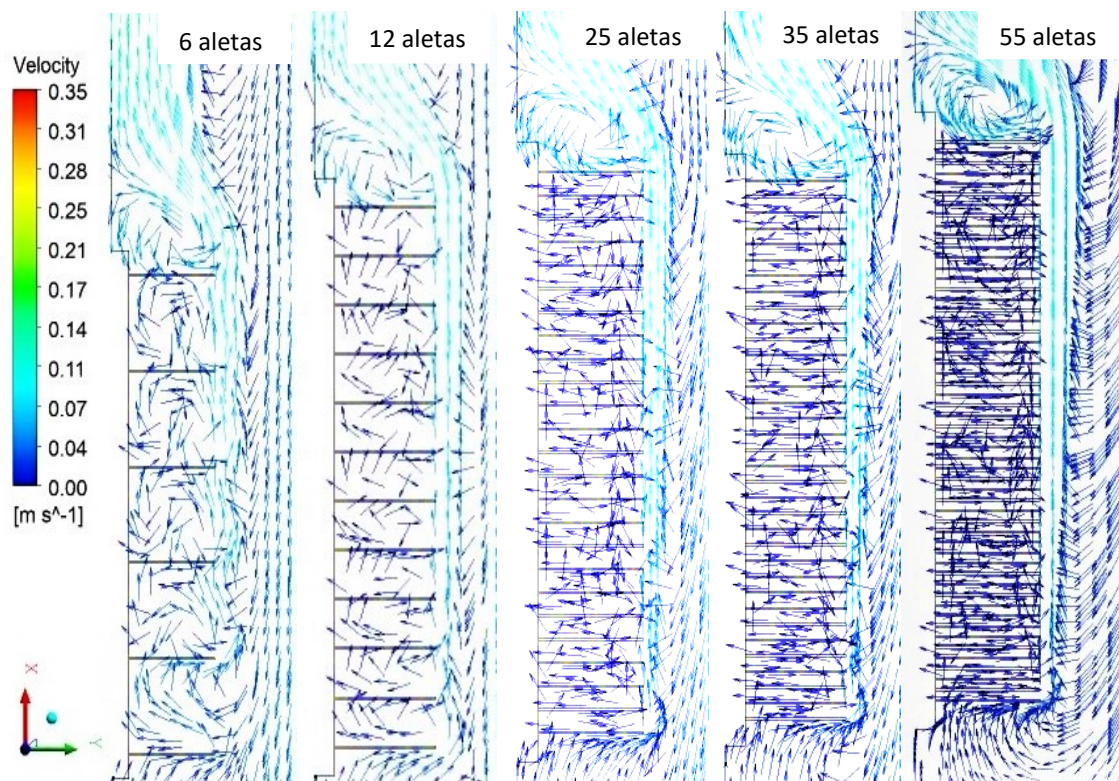 6 aletas
12 aletas
25 aletas
35 aletas
55 aletas
Velocity
0.35
0.31
0.28
0.25
0.21
0.17
0.14
0.11
0.07
0.04
0.00
[m s^-1]
X
Y